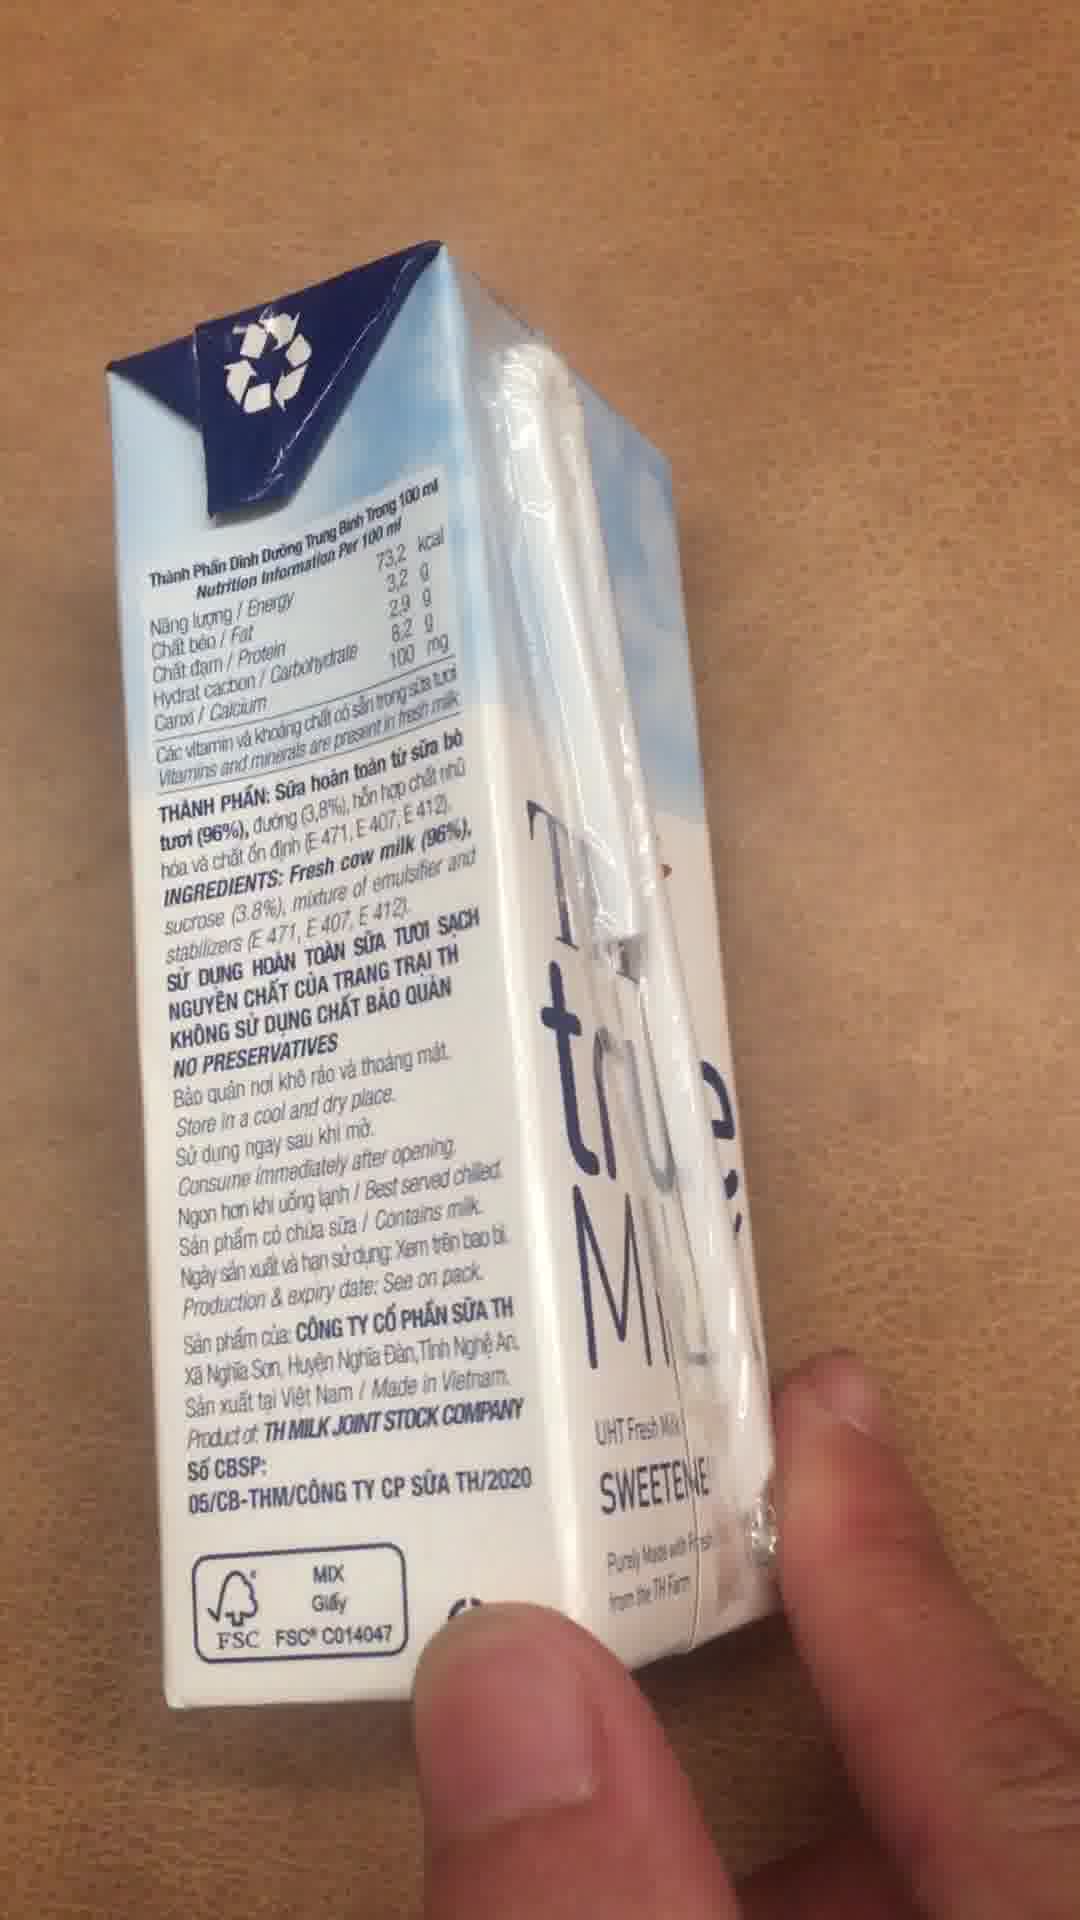 Thành Phần Dinh Dưỡng Trung Bình Trong 100 ml
Nutrition Information Per 100 ml
Năng lượng / Energy 73,2 kcal
Chất béo / Fat 3,2 g
Chất đạm / Protein 2,9 g
Hydrat cacbon / Carbohydrate 8,2 g
Canxi / Calcium 100 mg
Các vitamin và khoáng chất có sẵn trong sữa tươi
Vitamins and minerals are present in fresh milk
THÀNH PHẦN: Sữa hoàn toàn từ sữa bò
tươi (96%), đường (3,8%), hỗn hợp chất nhũ
hóa và chất ổn định (E 471, E 407, E 412).
INGREDIENTS: Fresh cow milk (96%),
sucrose (3.8%), mixture of emulsifier and
stabilizers (E 471, E 407, E 412).
SỬ DỤNG HOÀN TOÀN SỮA TƯƠI SẠCH
NGUYÊN CHẤT CỦA TRANG TRẠI TH
KHÔNG SỬ DỤNG CHẤT BẢO QUẢN
NO PRESERVATIVES
Bảo quản nơi khô ráo và thoáng mát.
Store in a cool and dry place.
Sử dụng ngay sau khi mở.
Consume immediately after opening.
Ngon hơn khi uống lạnh / Best served chilled.
Sản phẩm có chứa sữa / Contains milk.
Ngày sản xuất và hạn sử dụng: Xem trên bao bì.
Production & expiry date: See on pack.
Sản phẩm của: CÔNG TY CỔ PHẦN SỮA TH
Xã Nghĩa Sơn, Huyện Nghĩa Đàn, Tỉnh Nghệ An.
Sản xuất tại Việt Nam / Made in Vietnam.
Product of: TH MILK JOINT STOCK COMPANY
Số CBSP:
05/CB-THM/CÔNG TY CP SỮA TH/2020
MIX
Giấy
FSC FSC® C014047
true
UHT Fresh Milk
SWEETENE
Purely Made with Fresh
from the TH Farm